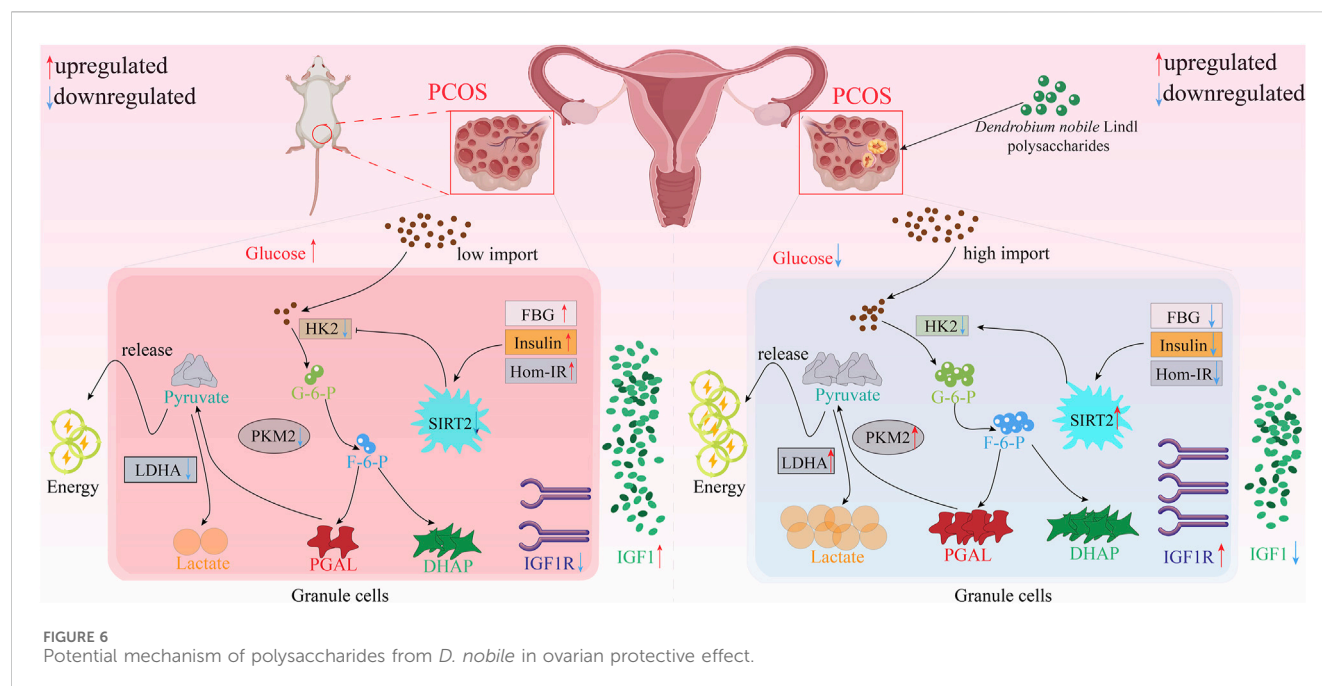 ↑upregulated
↓downregulated
PCOS
PCOS
↑upregulated
↓downregulated
Dendrobium nobile Lindl
polysaccharides
Glucose ↑
low import
HK2 ↓
FBG ↑
Insulin ↑
Hom-IR ↑
release
Pyruvate
G-6-P
SIRT2 ↓
PKM2 ↓
F-6-P
LDHA ↓
Energy
Lactate
PGAL
DHAP
IGF1R ↓
IGF1 ↑
Granule cells
Glucose ↓
high import
HK2 ↓
FBG ↓
Insulin ↓
Hom-IR ↓
release
Pyruvate
G-6-P
SIRT2 ↑
PKM2 ↑
F-6-P
LDHA ↑
Energy
Lactate
PGAL
DHAP
IGF1R ↑
IGF1 ↓
Granule cells
FIGURE 6
Potential mechanism of polysaccharides from D. nobile in ovarian protective effect.